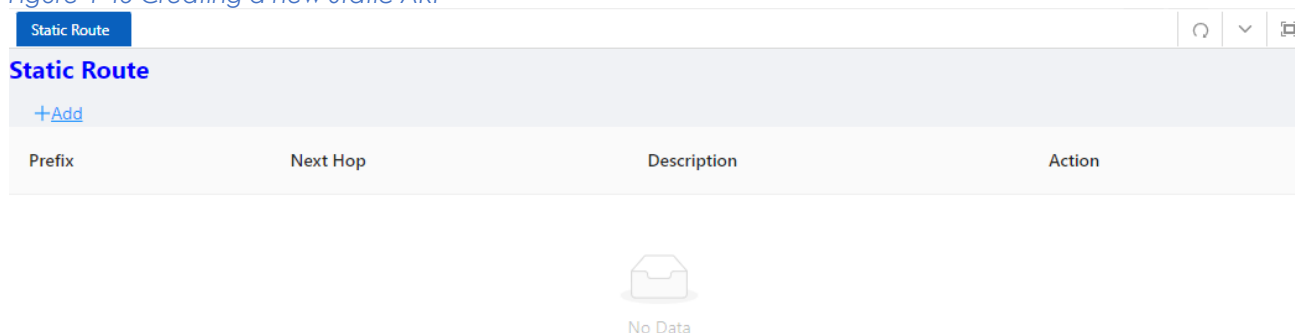 Static Route
Static Route
+Add
Prefix Next Hop Description Action
No Data